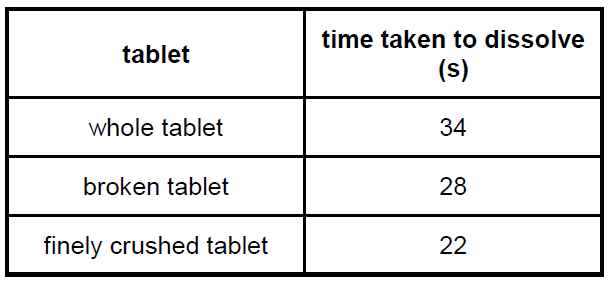 tablet
time taken to dissolve
(s)
whole tablet
34
broken tablet
28
finely crushed tablet
22